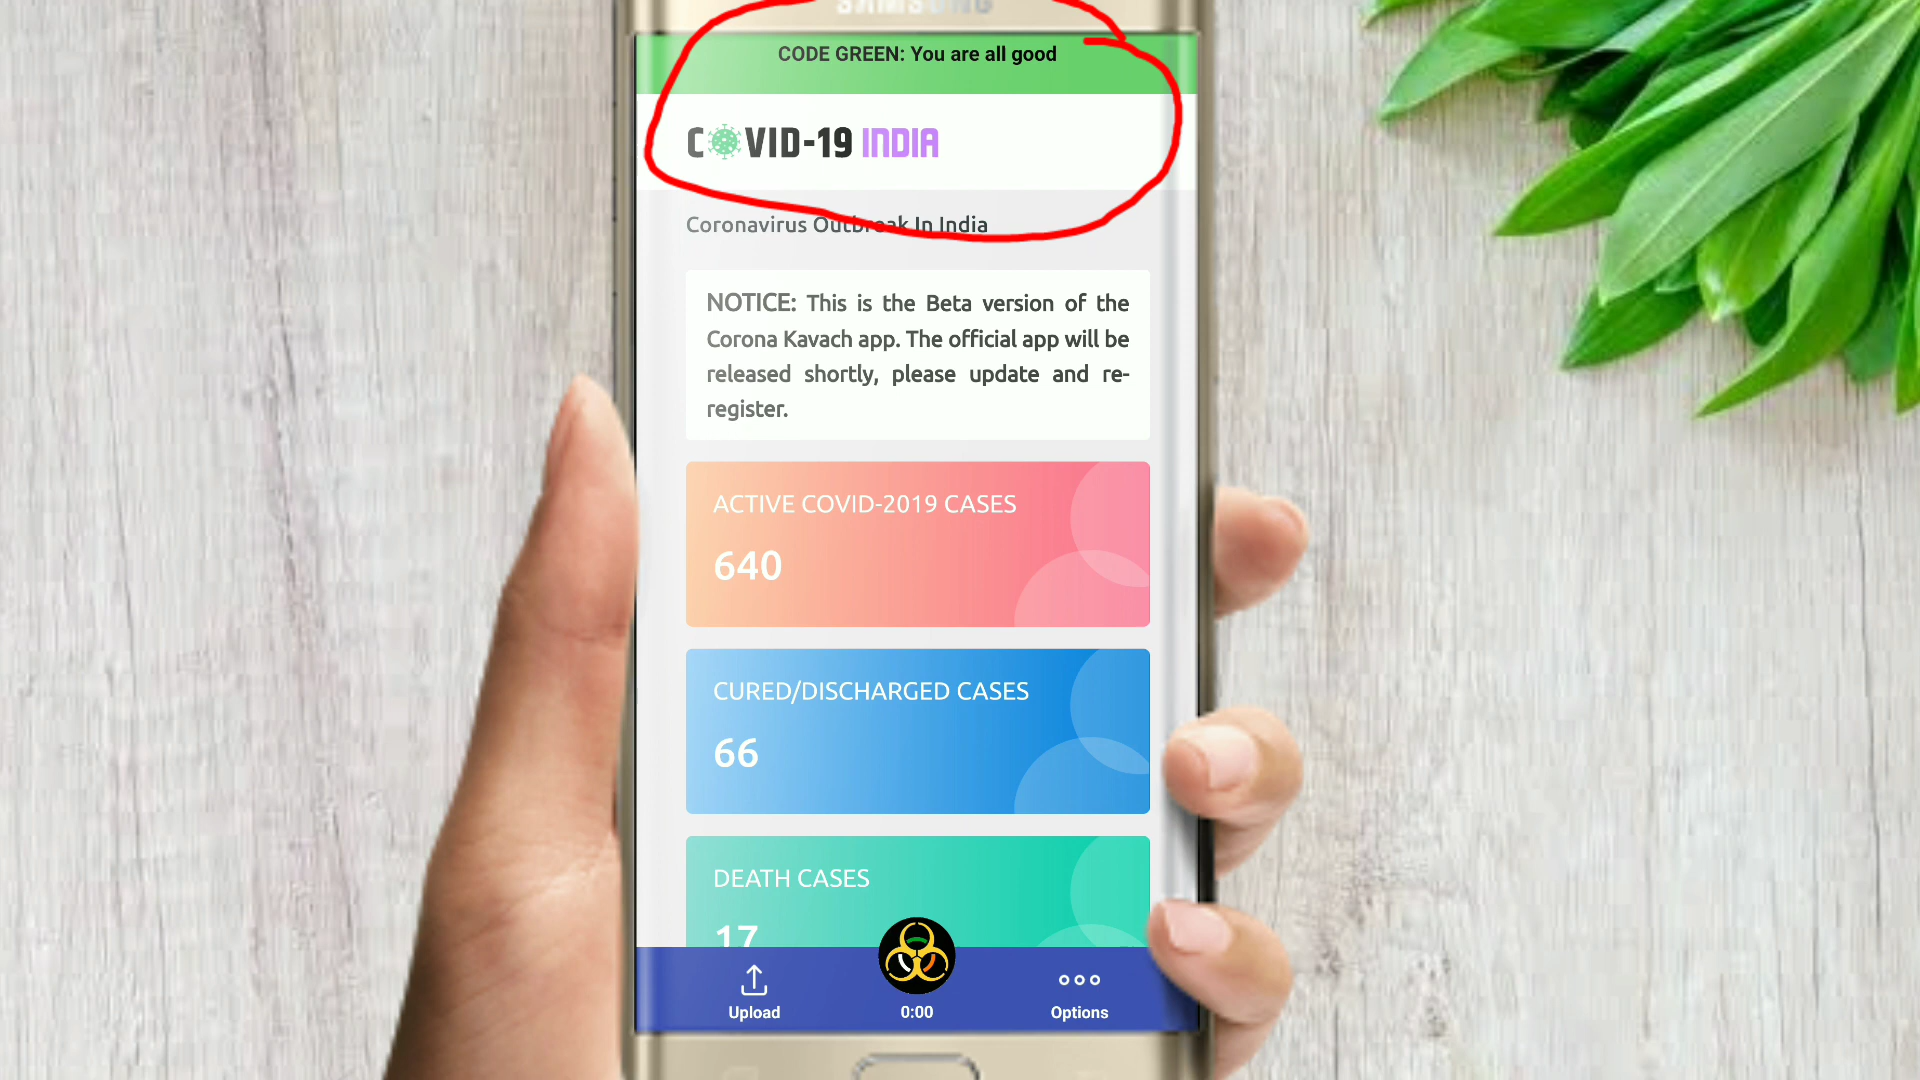 SAMSUNG
CODE GREEN: You are all good
COVID-19 INDIA
Coronavirus Outbreak In India
NOTICE: This is the Beta version of the
Corona Kavach app. The official app will be
released shortly, please update and re-
register.
ACTIVE COVID-2019 CASES
640
CURED/DISCHARGED CASES
66
DEATH CASES
17
Upload
0:00
Options